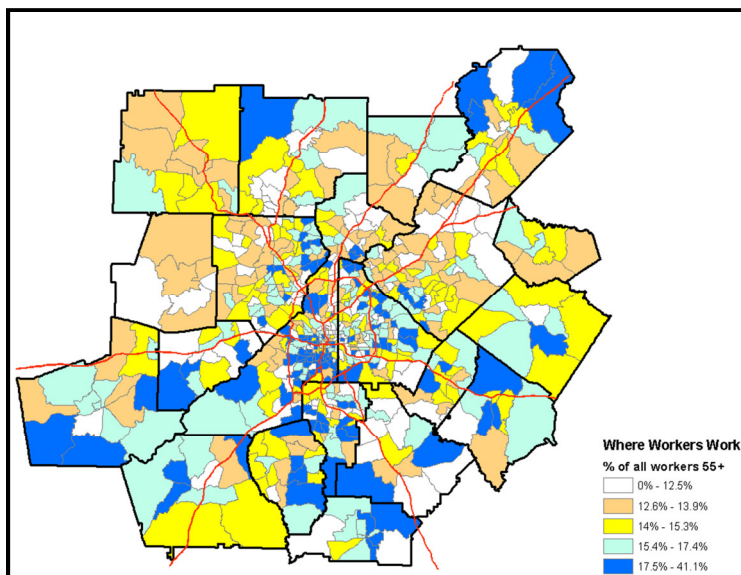 Where Workers Work
% of all workers 55+
0% - 12.5%
12.6% - 13.9%
14% - 15.3%
15.4% - 17.4%
17.5% - 41.1%